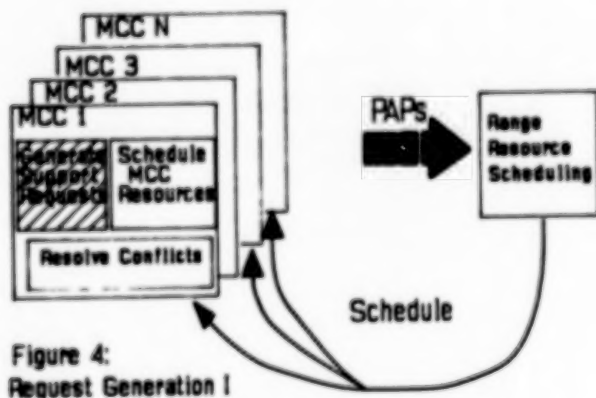 MCC N
MCC 3
MCC 2
MCC 1
Generate
Support
Requests
Schedule
MCC
Resources
Resolve Conflicts
PAPs
Range
Resource
Scheduling
Schedule
Figure 4:
Request Generation I